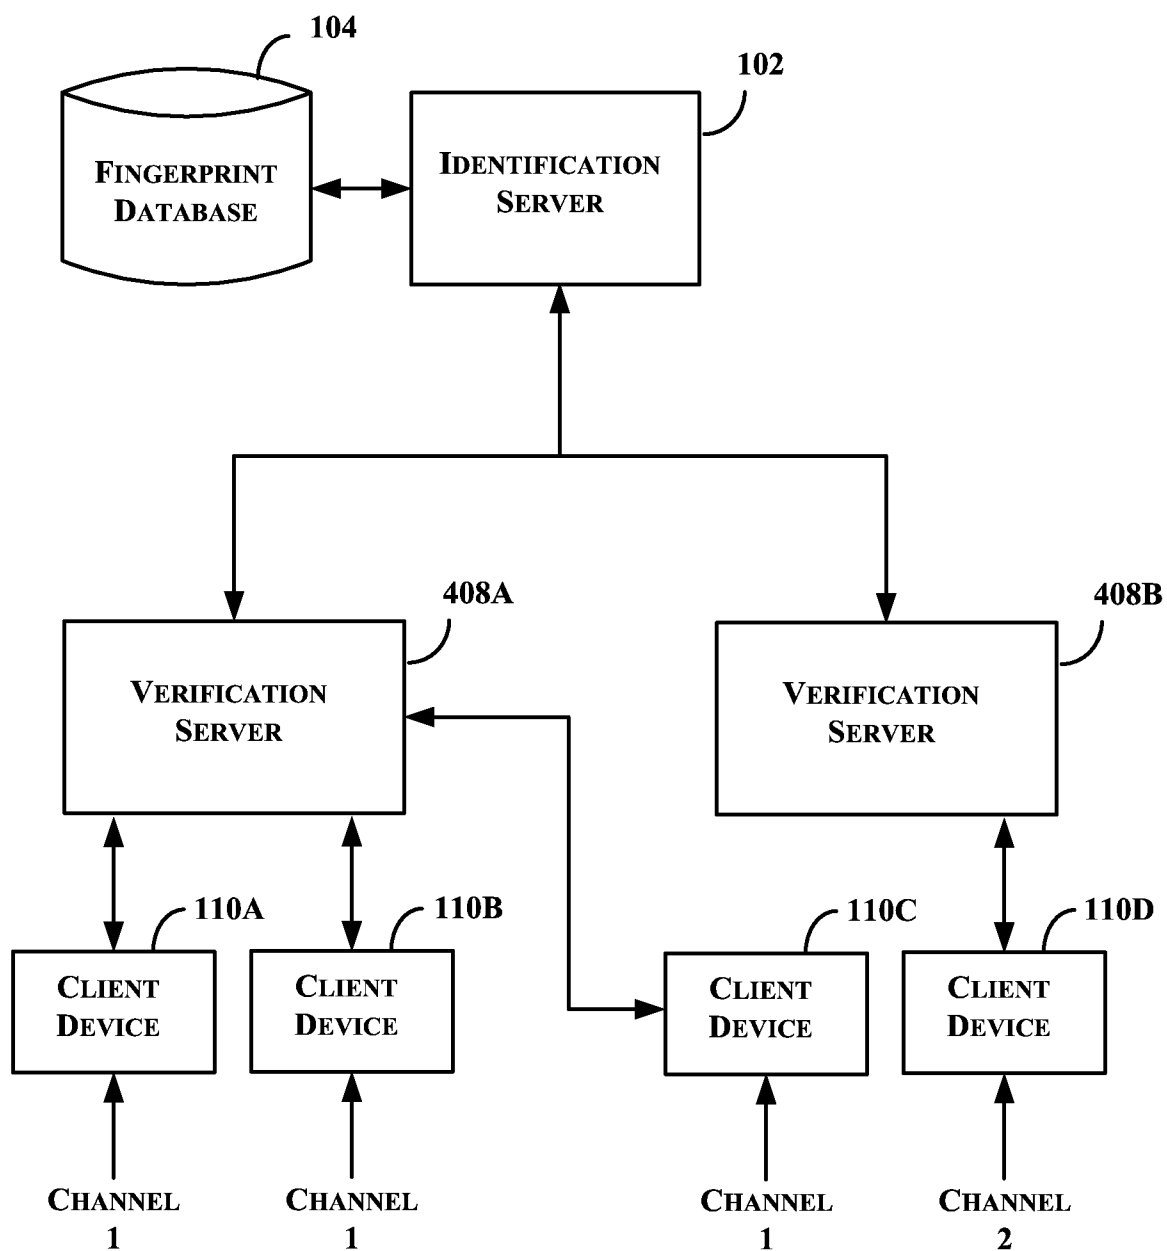 104
102
FINGERPRINT
DATABASE
IDENTIFICATION
SERVER
408A
408B
VERIFICATION
SERVER
VERIFICATION
SERVER
110A
110B
110C
110D
CLIENT
DEVICE
CLIENT
DEVICE
CLIENT
DEVICE
CLIENT
DEVICE
CHANNEL
1
CHANNEL
1
CHANNEL
1
CHANNEL
2